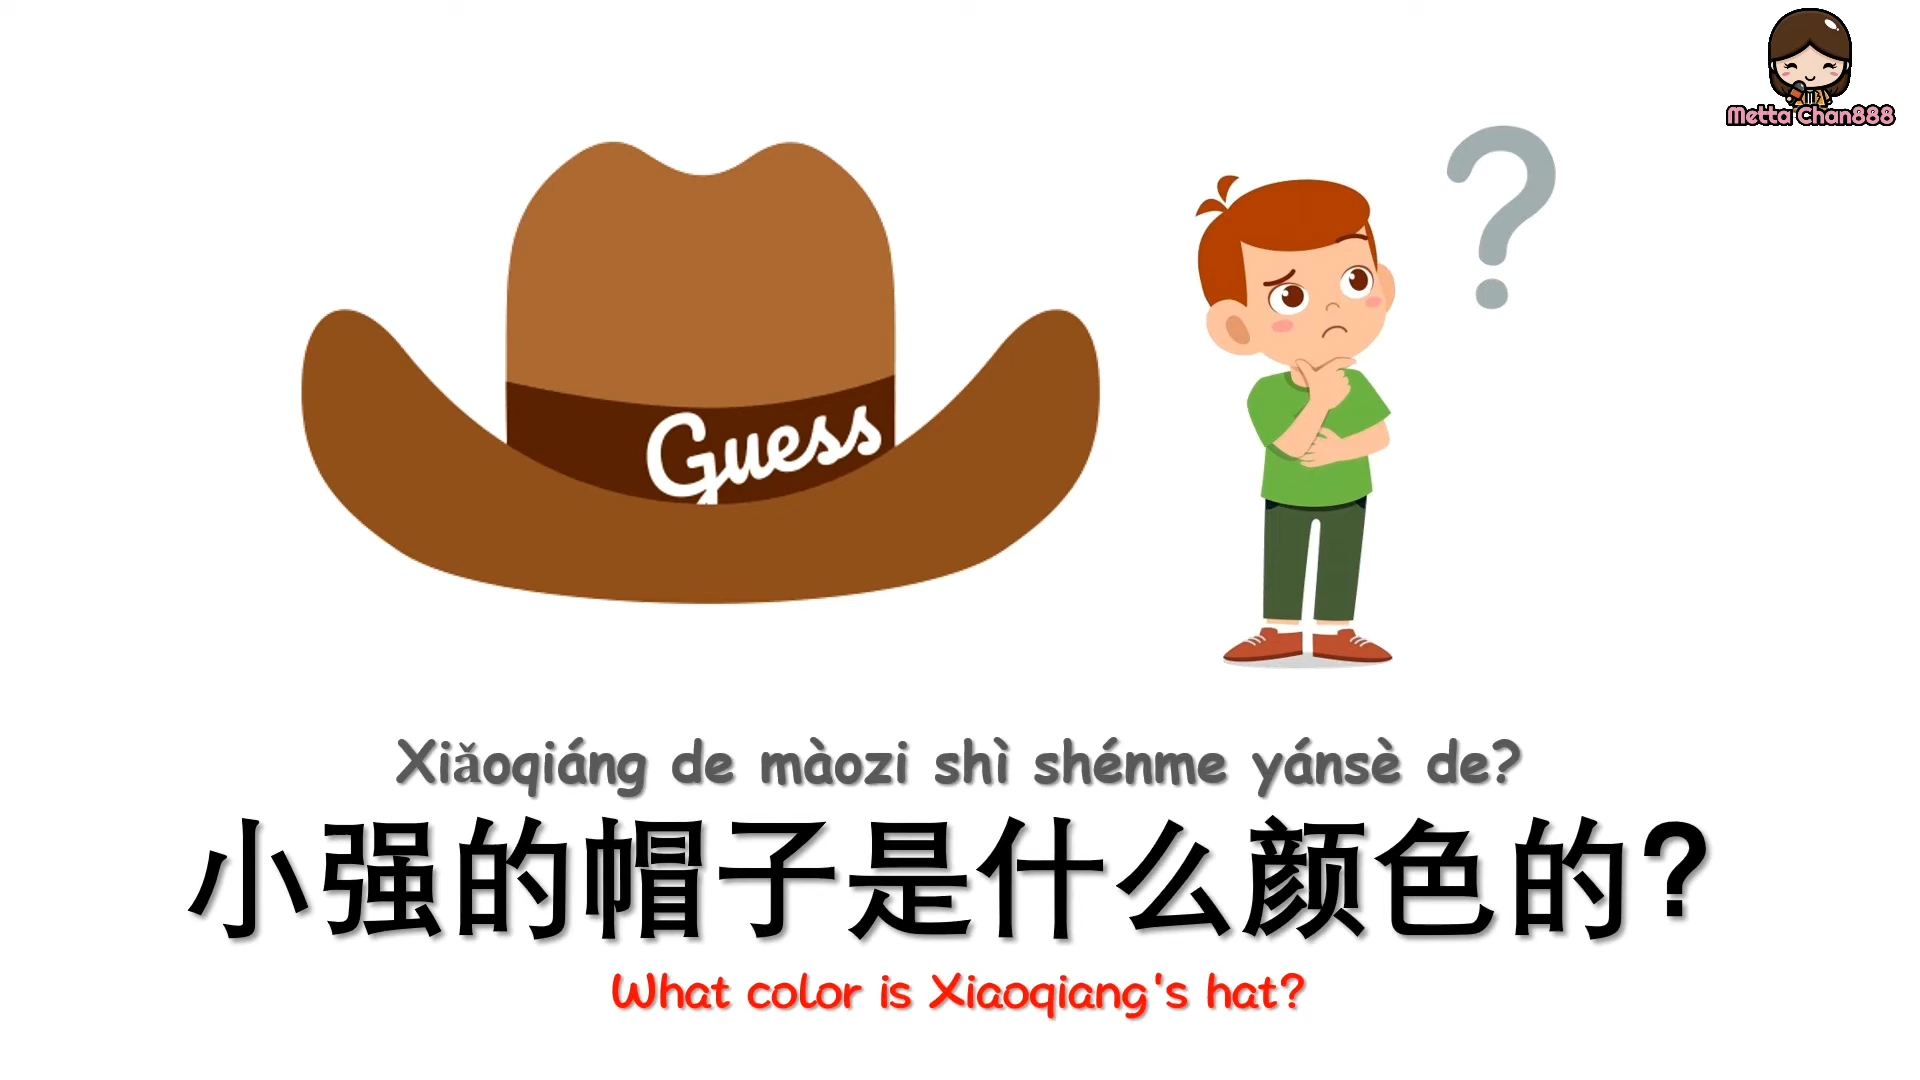 Metta Chan888
Guess
Xiǎoqiáng de màozi shì shénme yánsè de?
小强的帽子是什么颜色的?
What color is Xiaoqiang's hat?